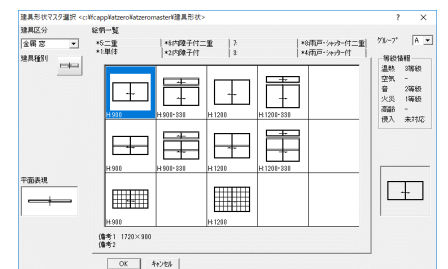 建具形状マスタ選択 <c:¥fcapp¥atzero¥atzeromaster¥建具形状>
? ×
建具区分
金属窓
建具種別
平面表現
絵柄一覧
*5二重 *6内障子付二重 7: *8雨戸・シャッター付二重
*1:単体 *2内障子付 3 *4雨戸・シャッター付
H:900 H:900・330 H:1200 H:1200・330
H:900 H:900・330 H:1200 H:1200・330
H:900 H:1200
備考1 1720×900
備考2
OK キャンセル
グループ A
等級情報
温熱 3等級
空気 -
音 2等級
火災 1等級
高齢 -
侵入 未対応